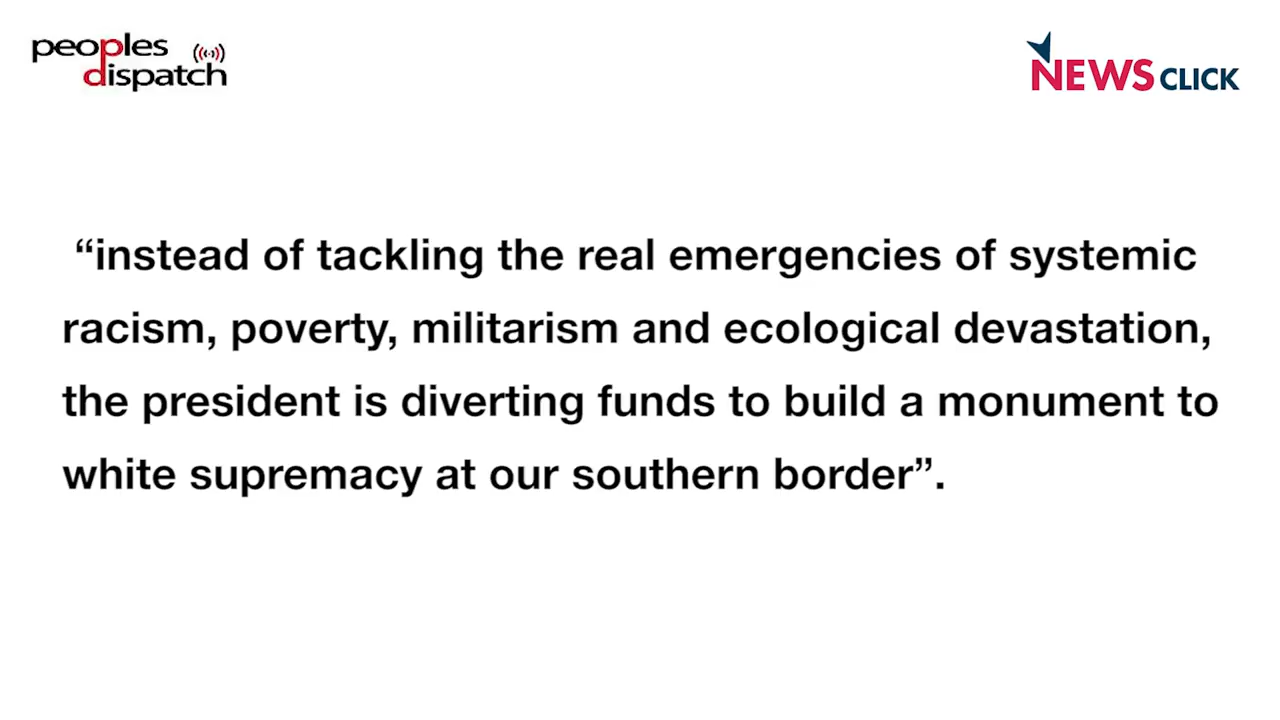 peoples
dispatch
NEWS CLICK
“instead of tackling the real emergencies of systemic
racism, poverty, militarism and ecological devastation,
the president is diverting funds to build a monument to
white supremacy at our southern border”.